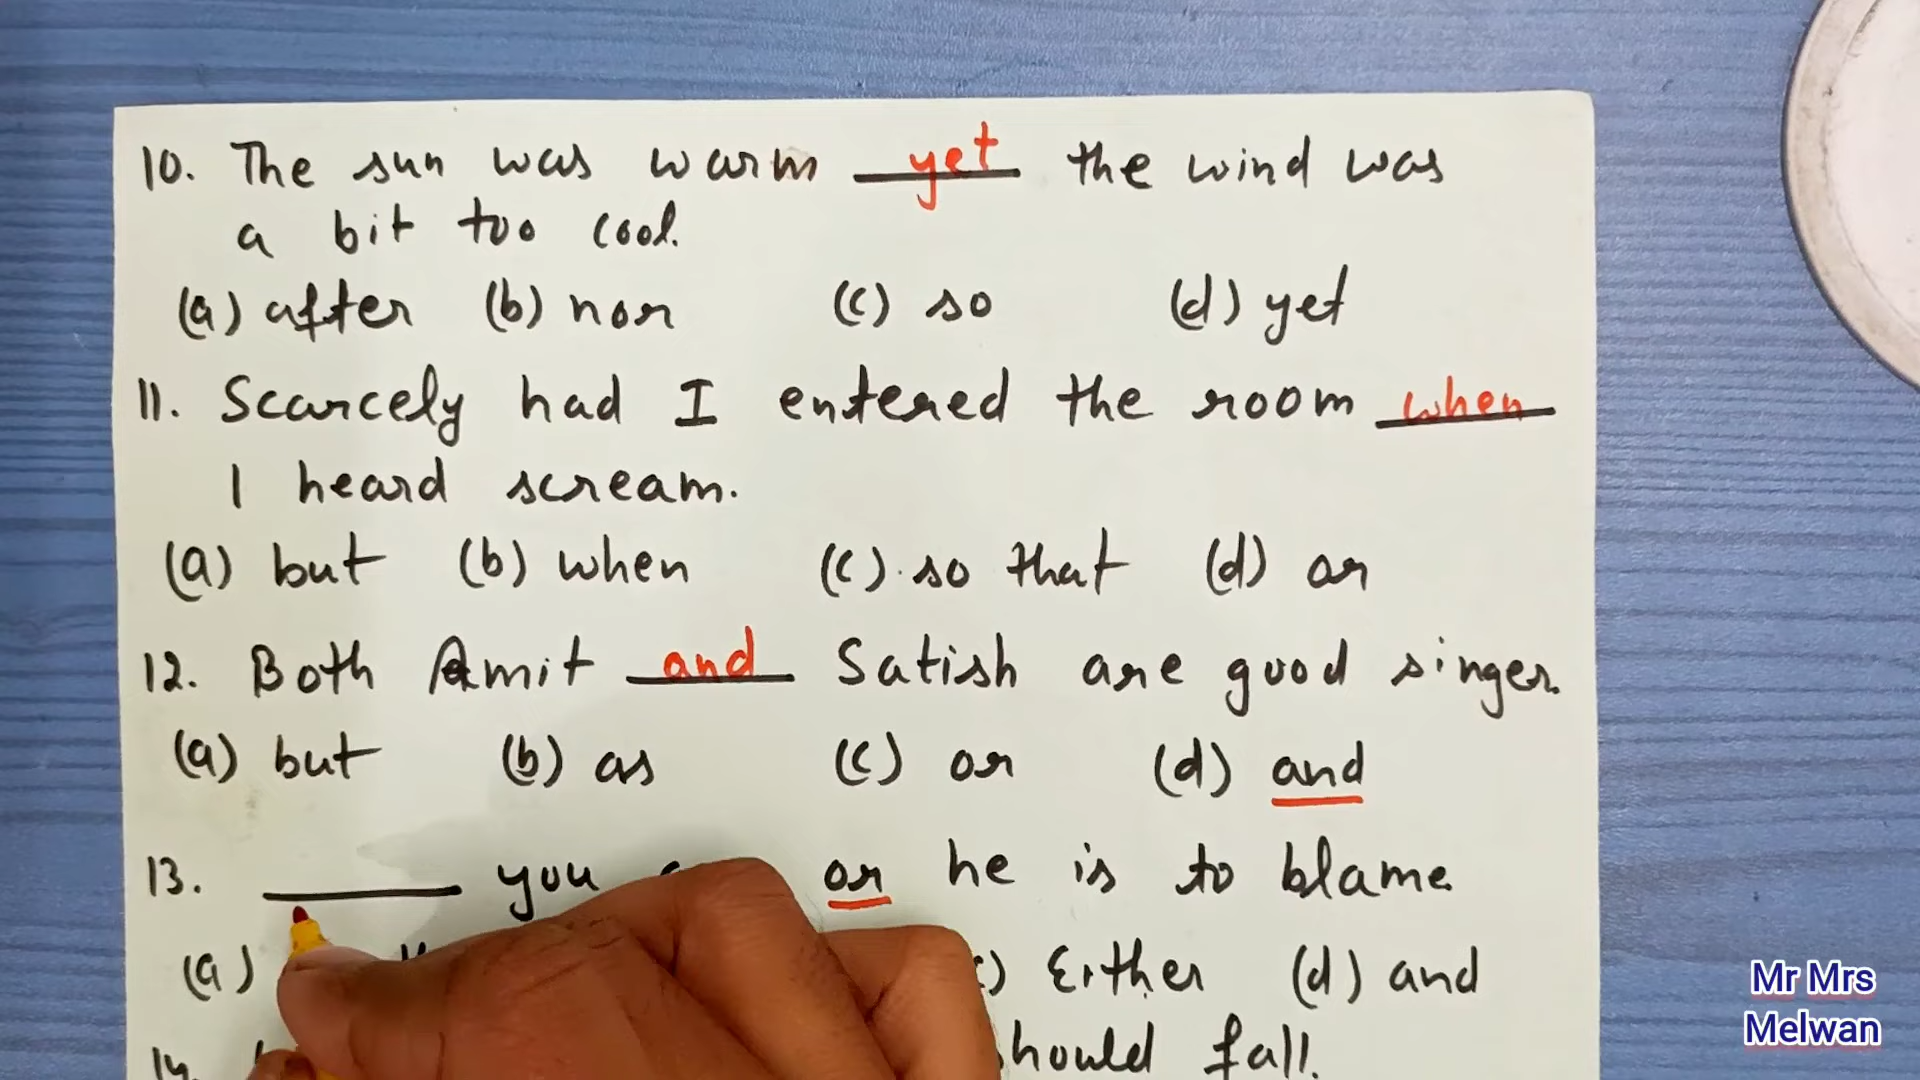 10. The sun was warm yet the wind was
a bit too cool.
(a) after (b) nor (c) so (d) yet
11. Scarcely had I entered the room when
I heard scream.
(a) but (b) when (c) so that (d) or
12. Both Amit and Satish are good singer.
(a) but (b) as (c) or (d) and
13. you or he is to blame.
(a) Either (d) and
14. should fall.
Mr Mrs
Melwan